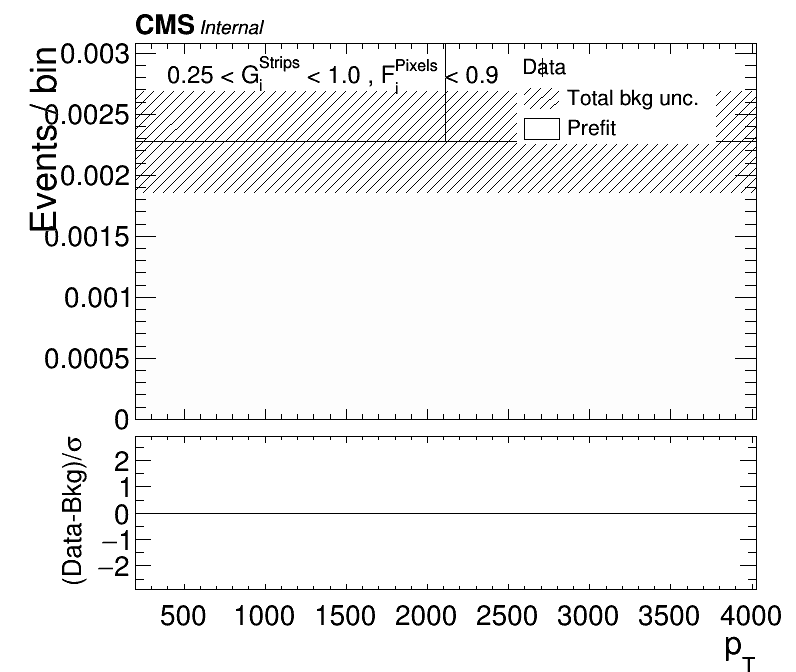 CMS Internal
0.25 < G_i^Strips < 1.0 , F_i^Pixels < 0.9
Data
Total bkg unc.
Prefit
Events / bin
0.003
0.0025
0.002
0.0015
0.001
0.0005
0
(Data-Bkg)/σ
2
1
0
−1
−2
500 1000 1500 2000 2500 3000 3500 4000
p_T